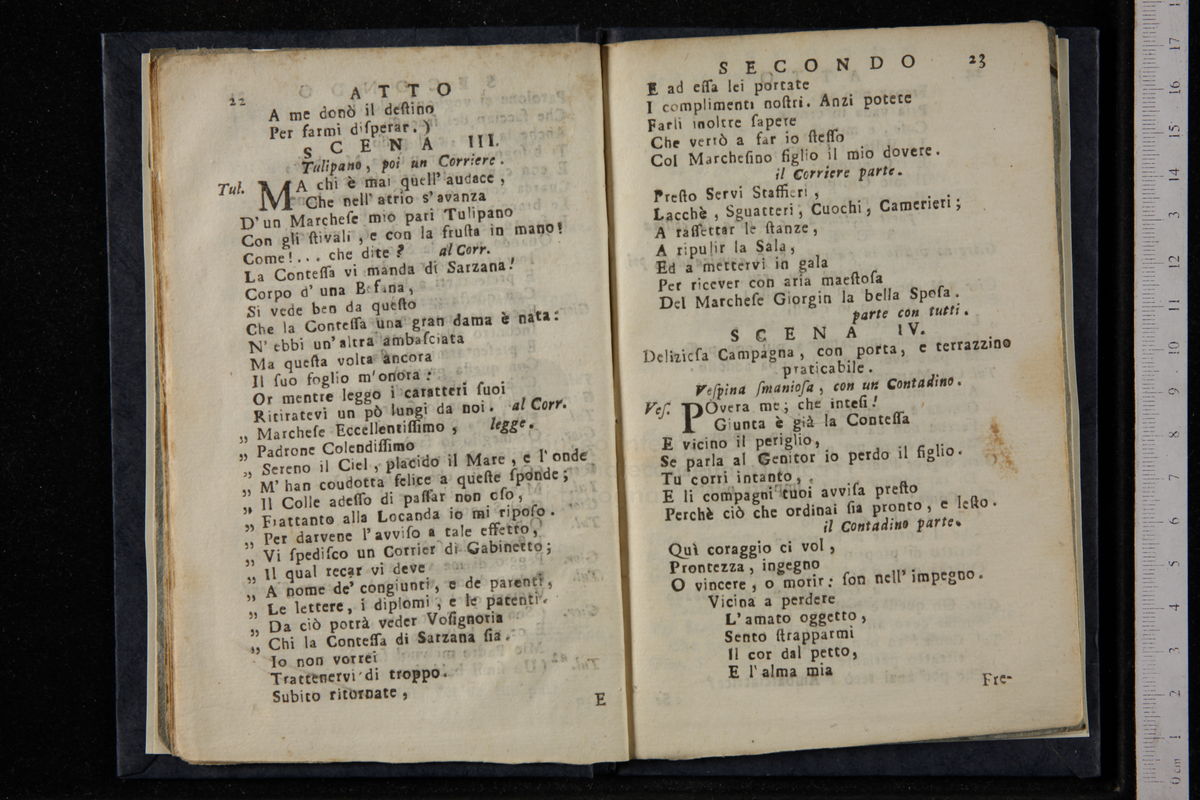 22 ATTO
A me donò il deſtino
Per farmi diſperar. )
SCENA III.
Tulipano, poi un Corriere.
Tul. MA chi è mai quell' audace,
Che nell' atrio s'avanza
D'un Marcheſe mio pari Tulipano
Con gli ſtivali, e con la fruſta in mano!
Come!... che dite? al Corr.
La Conteſſa vi manda di Sarzana!
Corpo d' una Befana,
Si vede ben da queſto
Che la Conteſſa una gran dama è nata:
N' ebbi un'altra ambaſciata
Ma queſta volta ancora
Il ſuo foglio m'onora:
Or mentre leggo i caratteri ſuoi
Ritiratevi un pò lungi da noi. al Corr.
„ Marcheſe Eccellentiſſimo, legge.
„ Padrone Colendiſſimo
„ Sereno il Ciel, placido il Mare, e l'onde
„ M' han coudotta felice a queſte ſponde;
„ Il Colle adeſſo di paſſar non oſo,
„ Frattanto alla Locanda io mi ripoſo.
„ Per darvene l'avviſo a tale effetto,
„ Vi ſpediſco un Corrier di Gabinetto;
„ Il qual recar vi deve
„ A nome de' congiunti, e de parenti,
„ Le lettere, i diplomi, e le patenti.
„ Da ciò potrà veder Voſignoria
„ Chi la Conteſſa di Sarzana ſia.
Io non vorrei
Trattenervi di troppo.
Subito ritornate,
E
SECONDO 23
E ad eſſa lei portate
I complimenti noſtri. Anzi potete
Farli inoltre ſapere
Che verrò a far io ſteſſo
Col Marcheſino figlio il mio dovere.
il Corriere parte.
Preſto Servi Staffieri,
Lacchè, Sguatteri, Cuochi, Camerieri;
A raſſettar le ſtanze,
A ripulir la Sala,
Ed a mettervi in gala
Per ricever con aria maeſtoſa
Del Marcheſe Giorgin la bella Spoſa.
parte con tutti.
SCENA IV.
Delizioſa Campagna, con porta, e terrazzino
praticabile.
Veſpina ſmanioſa, con un Contadino.
Veſ. POvera me; che inteſi!
Giunta è già la Conteſſa
E vicino il periglio,
Se parla al Genitor io perdo il figlio.
Tu corri intanto,
E li compagni tuoi avviſa preſto
Perchè ciò che ordinai ſia pronto, e leſto.
il Contadino parte.
Quì coraggio ci vol,
Prontezza, ingegno
O vincere, o morir: ſon nell' impegno.
Vicina a perdere
L'amato oggetto,
Sento ſtrapparmi
Il cor dal petto,
E l'alma mia
Fre-